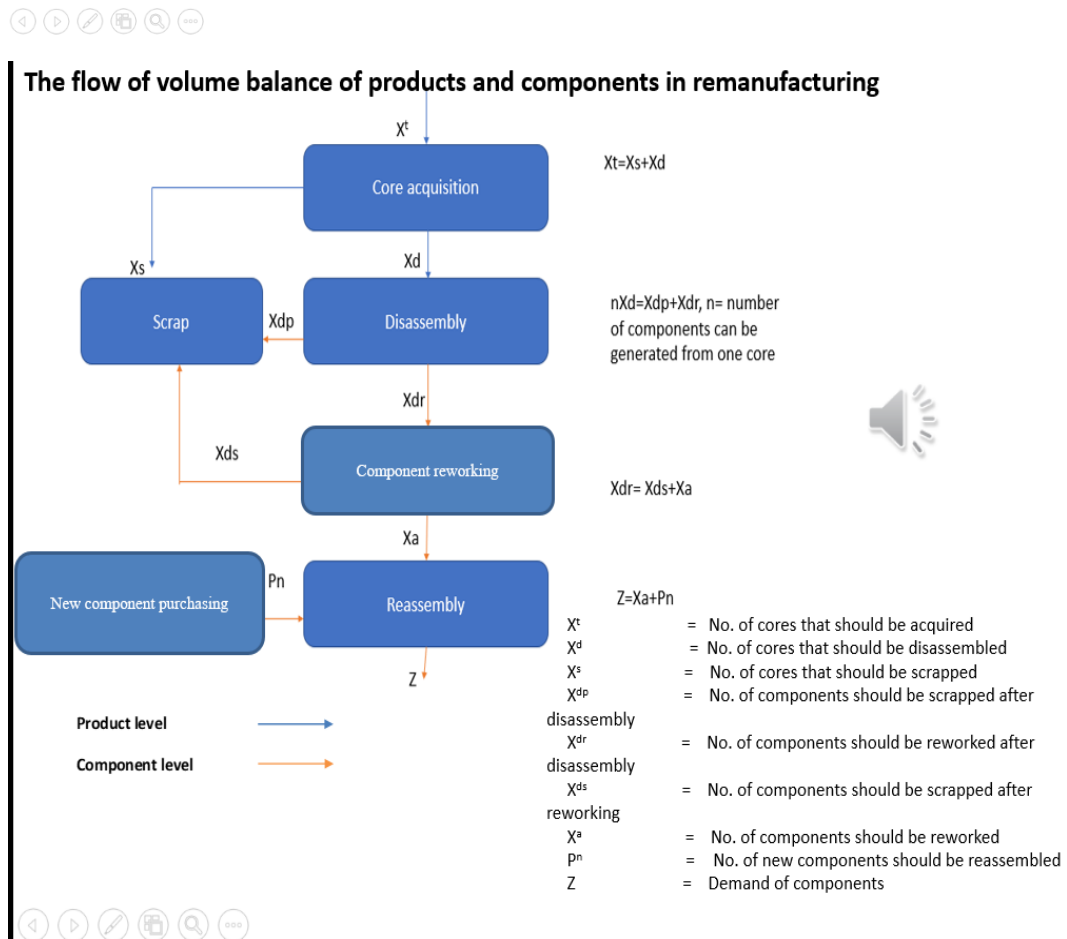 The flow of volume balance of products and components in remanufacturing
Xᵗ
Core acquisition
Xt=Xs+Xd
Xs
Xd
Scrap
Xdp
Disassembly
nXd=Xdp+Xdr, n= number
of components can be
generated from one core
Xdr
Xds
Component reworking
Xdr= Xds+Xa
Xa
New component purchasing
Pn
Reassembly
Z=Xa+Pn
Z
Xᵗ = No. of cores that should be acquired
Xᵈ = No. of cores that should be disassembled
Xˢ = No. of cores that should be scrapped
Xᵈᵖ = No. of components should be scrapped after
disassembly
Xᵈʳ = No. of components should be reworked after
disassembly
Xᵈˢ = No. of components should be scrapped after
reworking
Xᵃ = No. of components should be reworked
Pⁿ = No. of new components should be reassembled
Z = Demand of components
Product level
Component level